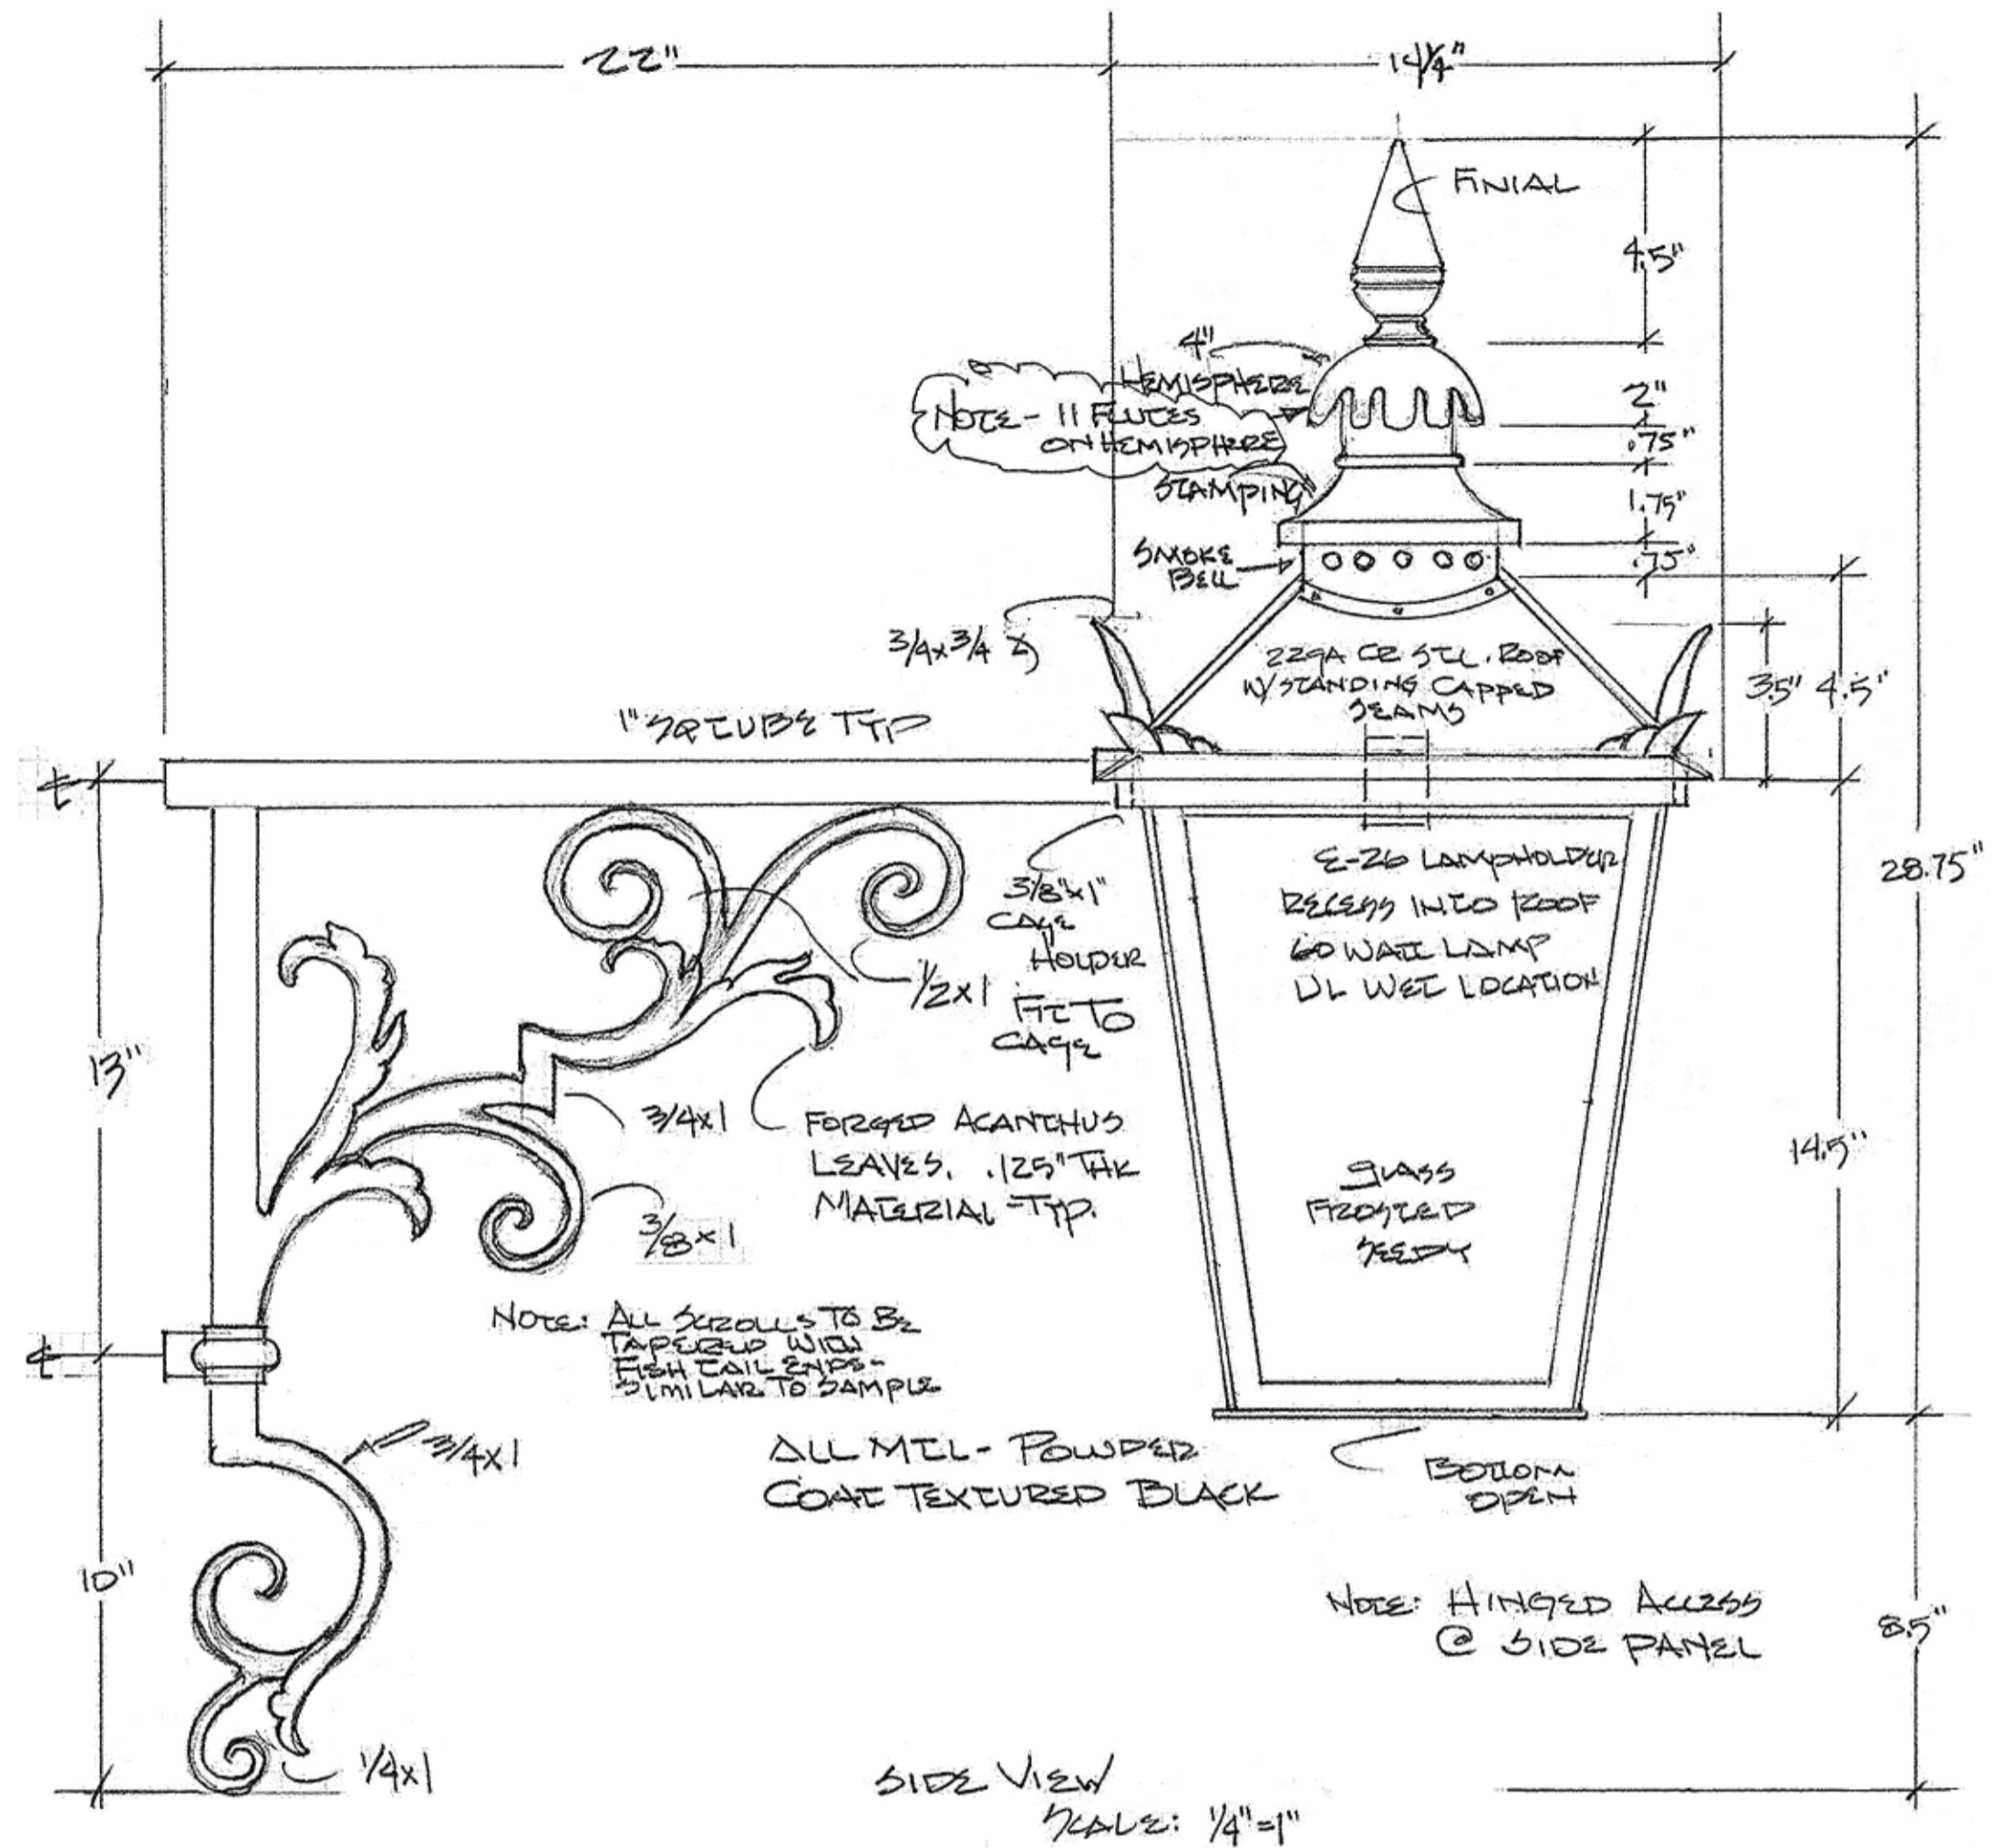 22"
14 1/4"
FINIAL
4.5"
4"
HEMISPHERE
NOTE - 11 FLUTES
ON HEMISPHERE
2"
.75"
STAMPING
1.75"
SMOKE
BELL
.75"
3/4x3/4
22GA CR STL. ROOF
W/STANDING CAPPED
SEAMS
3.5"
4.5"
1" SQ TUBE TYP
28.75"
3/8"x1"
CAGE
HOLDER
FIT TO
CAGE
E-26 LAMPHOLDER
RECESS INTO ROOF
60 WATT LAMP
UL WET LOCATION
1/2x1
13"
3/4x1
FORGED ACANTHUS
LEAVES. .125" THK
MATERIAL-TYP.
14.5"
GLASS
FROSTED
SEEDY
3/8x1
NOTE: ALL SCROLLS TO BE
TAPERED WITH
FISH TAIL ENDS-
SIMILAR TO SAMPLE
3/4x1
ALL MTL- POWDER
COAT TEXTURED BLACK
BOTTOM
OPEN
10"
NOTE: HINGED ACCESS
@ SIDE PANEL
8.5"
1/4x1
SIDE VIEW
SCALE: 1/4"=1"